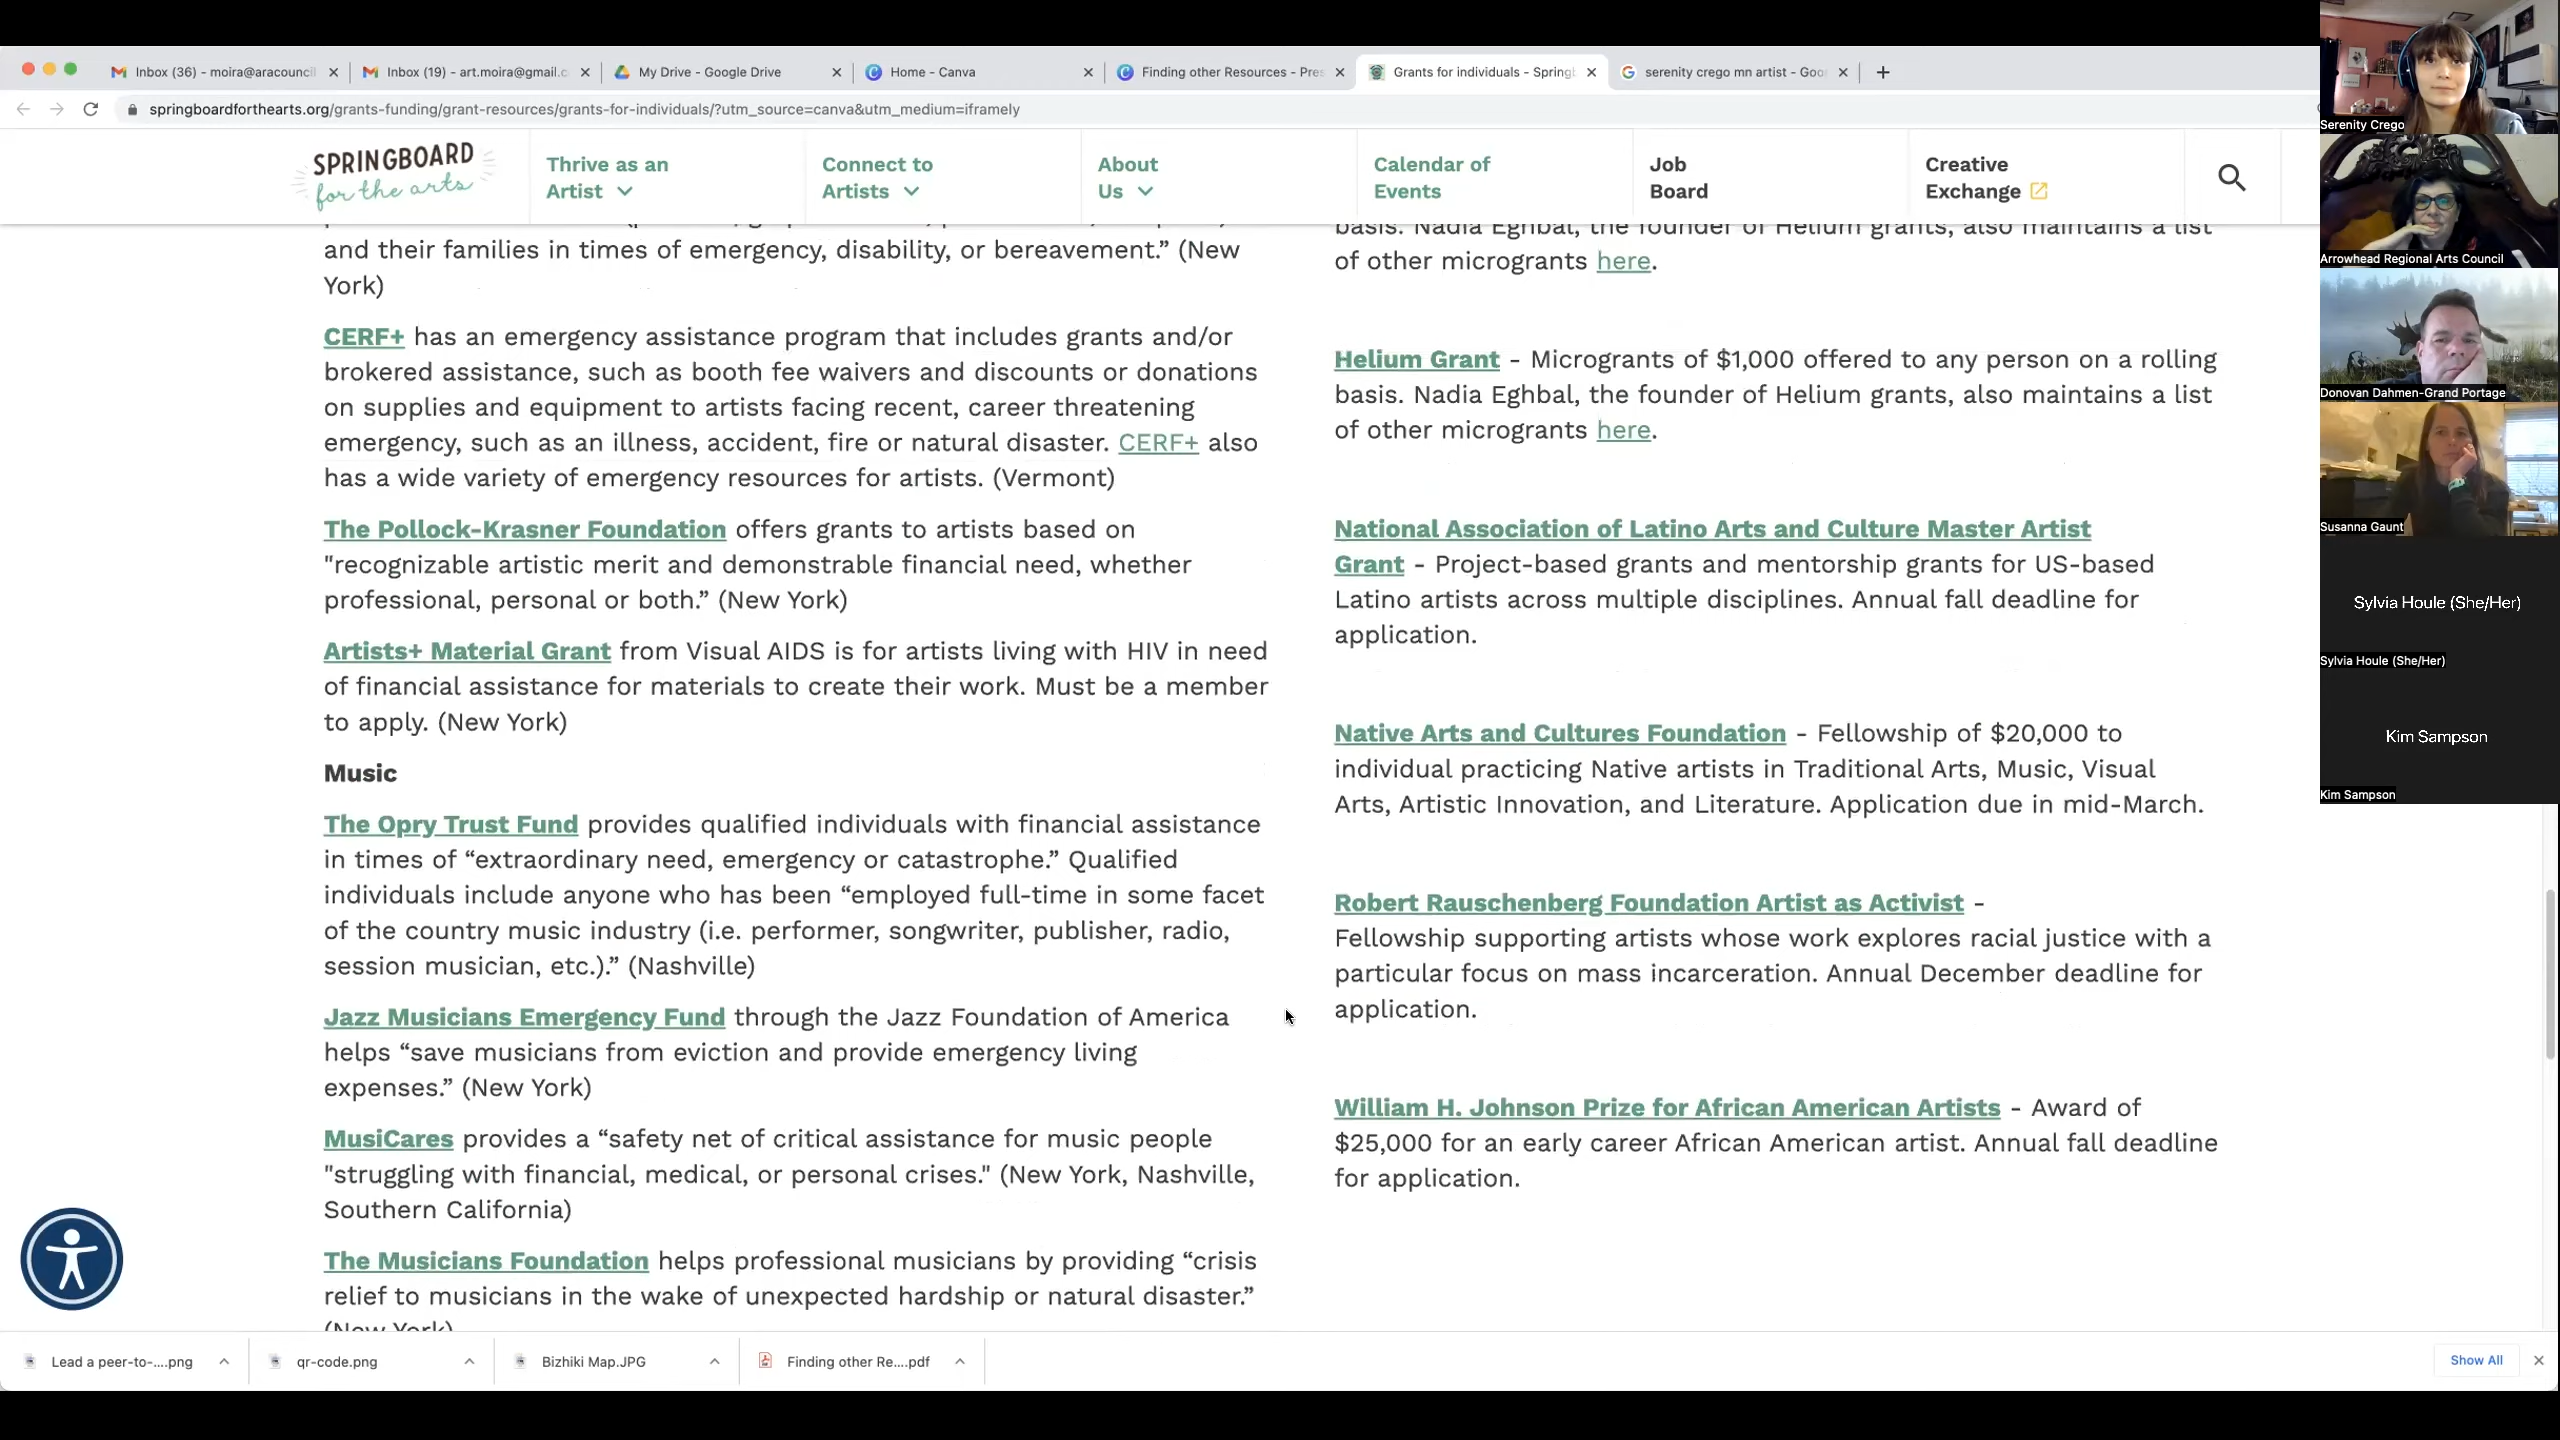 Inbox (36) - moira@aracouncil
Inbox (19) - art.moira@gmail.c
My Drive - Google Drive
Home - Canva
Finding other Resources - Pres
Grants for individuals - Springb
serenity crego mn artist - Goo
springboardforthearts.org/grants-funding/grant-resources/grants-for-individuals/?utm_source=canva&utm_medium=iframely
SPRINGBOARD
for the arts
Thrive as an
Artist
Connect to
Artists
About
Us
Calendar of
Events
Job
Board
Creative
Exchange
and their families in times of emergency, disability, or bereavement.” (New
York)
CERF+ has an emergency assistance program that includes grants and/or
brokered assistance, such as booth fee waivers and discounts or donations
on supplies and equipment to artists facing recent, career threatening
emergency, such as an illness, accident, fire or natural disaster. CERF+ also
has a wide variety of emergency resources for artists. (Vermont)
The Pollock-Krasner Foundation offers grants to artists based on
"recognizable artistic merit and demonstrable financial need, whether
professional, personal or both.” (New York)
Artists+ Material Grant from Visual AIDS is for artists living with HIV in need
of financial assistance for materials to create their work. Must be a member
to apply. (New York)
Music
The Opry Trust Fund provides qualified individuals with financial assistance
in times of “extraordinary need, emergency or catastrophe.” Qualified
individuals include anyone who has been “employed full-time in some facet
of the country music industry (i.e. performer, songwriter, publisher, radio,
session musician, etc.).” (Nashville)
Jazz Musicians Emergency Fund through the Jazz Foundation of America
helps “save musicians from eviction and provide emergency living
expenses.” (New York)
MusiCares provides a “safety net of critical assistance for music people
"struggling with financial, medical, or personal crises." (New York, Nashville,
Southern California)
The Musicians Foundation helps professional musicians by providing “crisis
relief to musicians in the wake of unexpected hardship or natural disaster.”
(New York)
basis. Nadia Eghbal, the founder of Helium grants, also maintains a list
of other microgrants here.
Helium Grant - Microgrants of $1,000 offered to any person on a rolling
basis. Nadia Eghbal, the founder of Helium grants, also maintains a list
of other microgrants here.
National Association of Latino Arts and Culture Master Artist
Grant - Project-based grants and mentorship grants for US-based
Latino artists across multiple disciplines. Annual fall deadline for
application.
Native Arts and Cultures Foundation - Fellowship of $20,000 to
individual practicing Native artists in Traditional Arts, Music, Visual
Arts, Artistic Innovation, and Literature. Application due in mid-March.
Robert Rauschenberg Foundation Artist as Activist -
Fellowship supporting artists whose work explores racial justice with a
particular focus on mass incarceration. Annual December deadline for
application.
William H. Johnson Prize for African American Artists - Award of
$25,000 for an early career African American artist. Annual fall deadline
for application.
Serenity Crego
Arrowhead Regional Arts Council
Donovan Dahmen-Grand Portage
Susanna Gaunt
Sylvia Houle (She/Her)
Sylvia Houle (She/Her)
Kim Sampson
Kim Sampson
Lead a peer-to-....png
qr-code.png
Bizhiki Map.JPG
Finding other Re....pdf
Show All